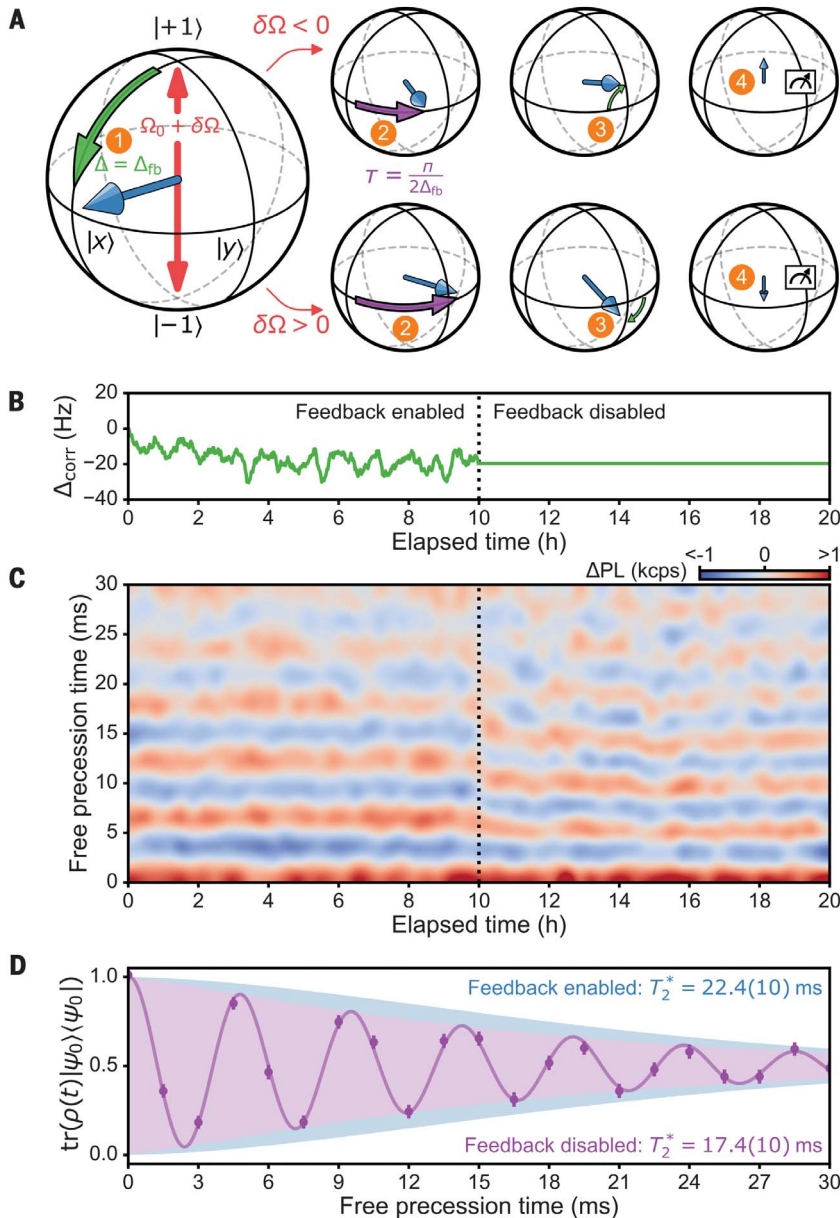 A
|+1⟩
δΩ < 0
Ω₀ + δΩ
1
Δ = Δ_fb
|x⟩
|y⟩
|−1⟩
δΩ > 0
2
3
4
τ = π/2Δ_fb
2
3
4
B
Feedback enabled
Feedback disabled
Δ_corr (Hz)
20
0
−20
−40
0 2 4 6 8 10 12 14 16 18 20
Elapsed time (h)
C
ΔPL (kcps)
<-1 0 >1
Free precession time (ms)
30
25
20
15
10
5
0
0 2 4 6 8 10 12 14 16 18 20
Elapsed time (h)
D
tr(ρ(t)|ψ₀⟩⟨ψ₀|)
1.0
0.5
0.0
Feedback enabled: T₂* = 22.4(10) ms
Feedback disabled: T₂* = 17.4(10) ms
0 3 6 9 12 15 18 21 24 27 30
Free precession time (ms)